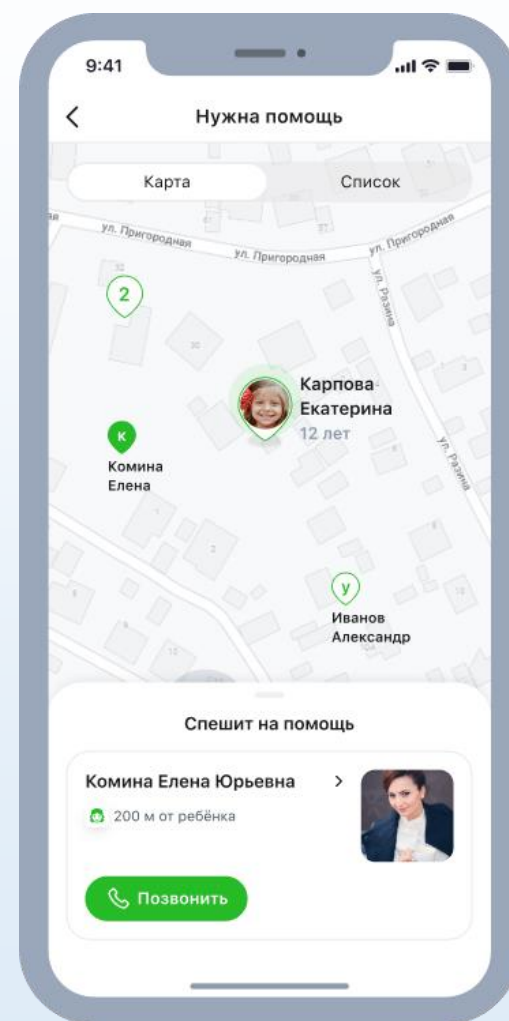 9:41
Нужна помощь
Карта
Список
ул. Пригородная
ул. Пригородная
ул. Пригородная
ул. Разина
2
30
Карпова
Екатерина
12 лет
К
Комина
Елена
ул. Разина
У
Иванов
Александр
Спешит на помощь
Комина Елена Юрьевна
200 м от ребёнка
Позвонить